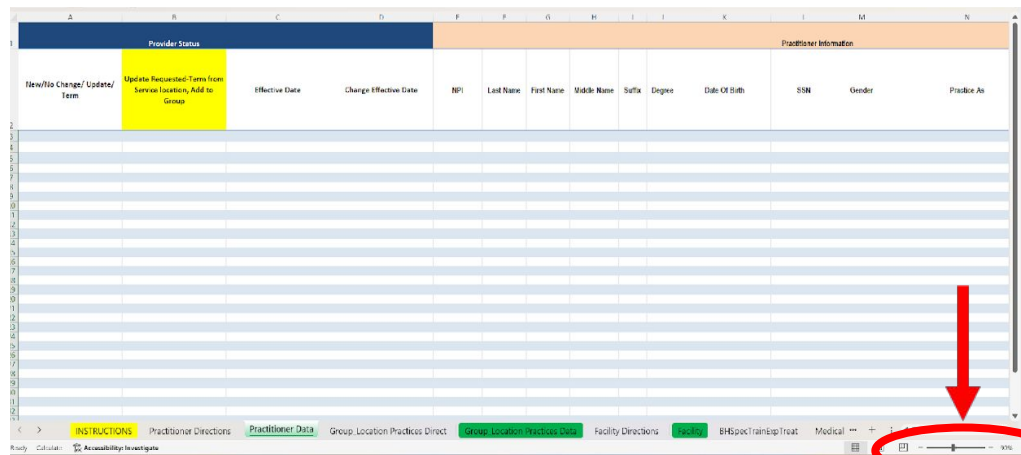 A B C D F F G H I J K L M N
Provider Status
Practitioner Information
New/No Change/ Update/
Term
Update Requested-Term from
Service location, Add to
Group
Effective Date
Change Effective Date
NPI
Last Name
First Name
Middle Name
Suffix
Degree
Date Of Birth
SSN
Gender
Practice As
INSTRUCTIONS Practitioner Directions Practitioner Data Group_Location Practices Direct Group_Location Practices Data Facility Directions Facility BHSpecTrainExpTreat Medical
Accessibility: Investigate